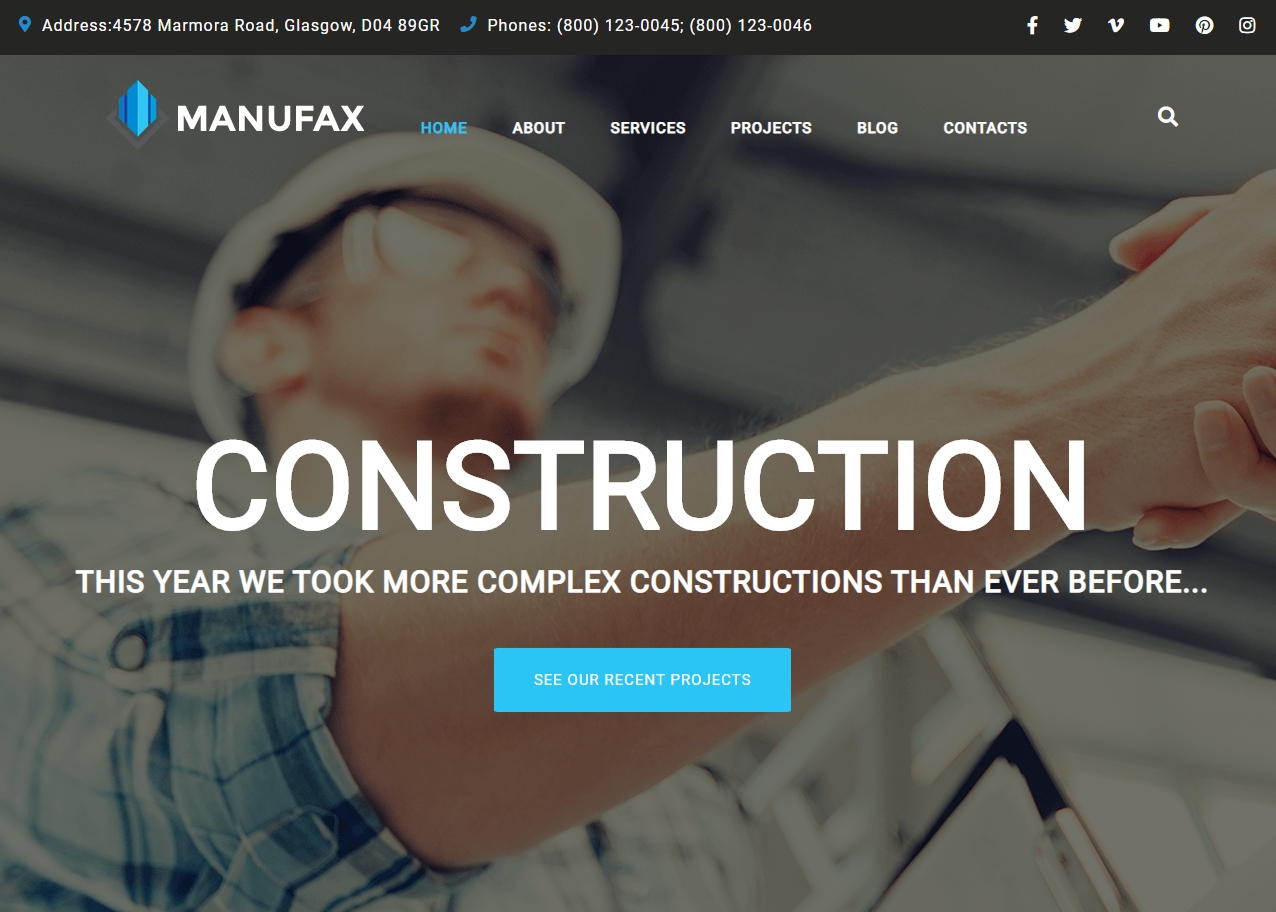 Address:4578 Marmora Road, Glasgow, D04 89GR Phones: (800) 123-0045; (800) 123-0046
MANUFAX HOME ABOUT SERVICES PROJECTS BLOG CONTACTS
CONSTRUCTION
THIS YEAR WE TOOK MORE COMPLEX CONSTRUCTIONS THAN EVER BEFORE...
SEE OUR RECENT PROJECTS